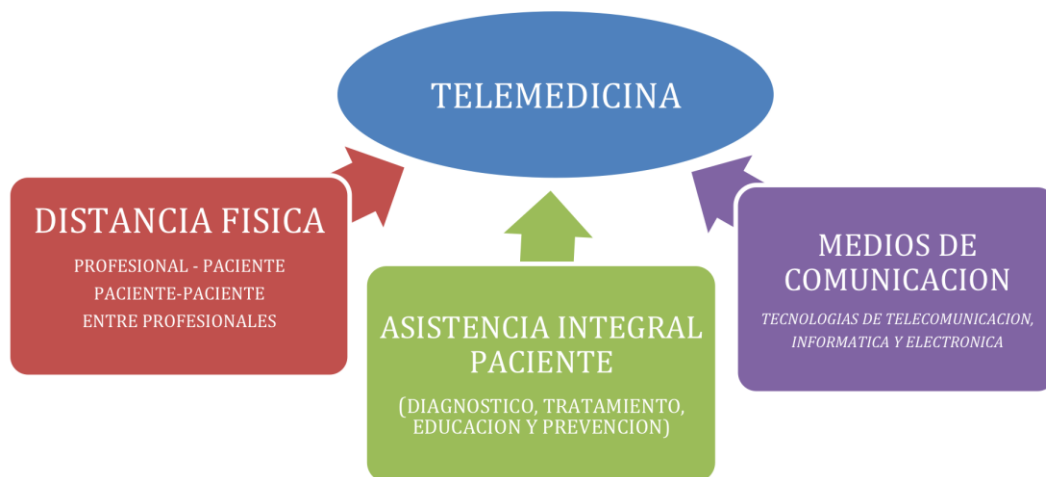 TELEMEDICINA
DISTANCIA FISICA
PROFESIONAL - PACIENTE
PACIENTE-PACIENTE
ENTRE PROFESIONALES
ASISTENCIA INTEGRAL
PACIENTE
(DIAGNOSTICO, TRATAMIENTO,
EDUCACION Y PREVENCION)
MEDIOS DE
COMUNICACION
TECNOLOGIAS DE TELECOMUNICACION,
INFORMATICA Y ELECTRONICA